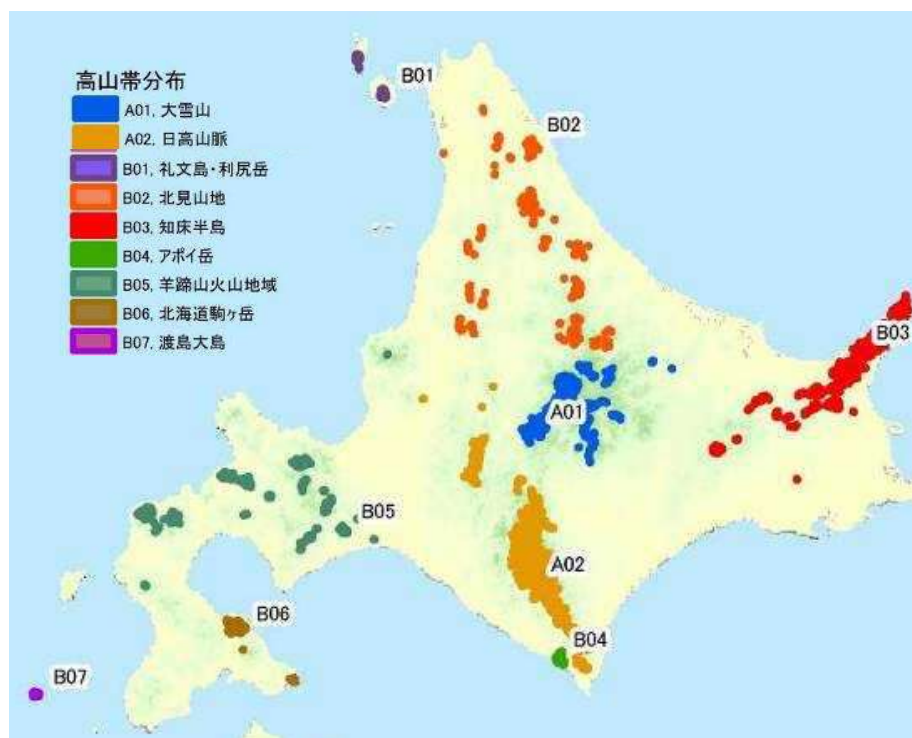 高山帯分布
A01, 大雪山
A02, 日高山脈
B01, 礼文島・利尻岳
B02, 北見山地
B03, 知床半島
B04, アポイ岳
B05, 羊蹄山火山地域
B06, 北海道駒ヶ岳
B07, 渡島大島
B01
B02
B03
A01
B05
A02
B06
B04
B07